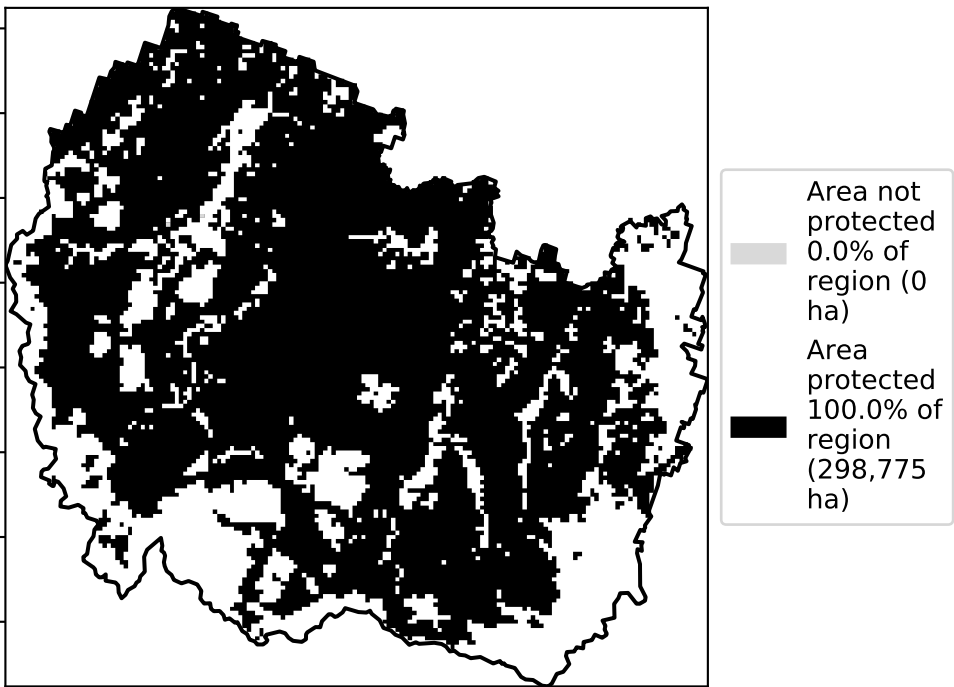 Area not
protected
0.0% of
region (0
ha)
Area
protected
100.0% of
region
(298,775
ha)